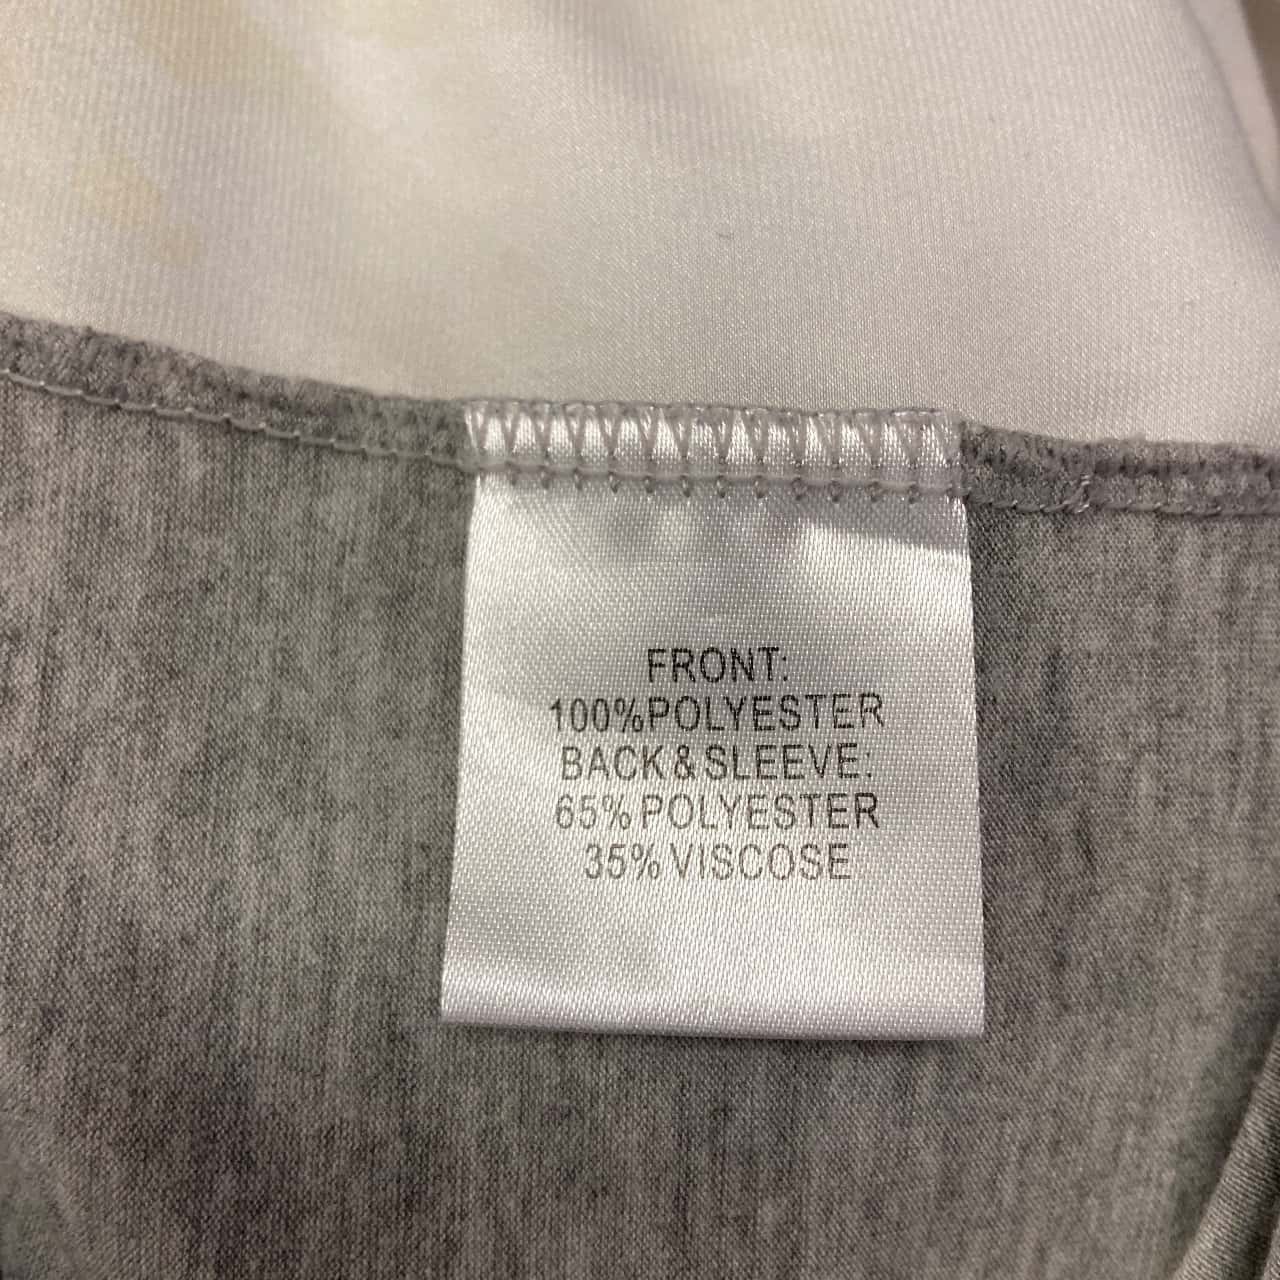 FRONT:
100%POLYESTER
BACK&SLEEVE:
65%POLYESTER
35%VISCOSE